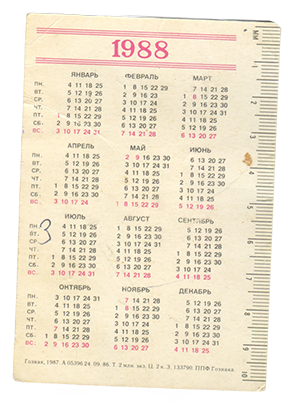 1988
ЯНВАРЬ ФЕВРАЛЬ МАРТ
ПН. 4 11 18 25 1 8 15 22 29 7 14 21 28
ВТ. 5 12 19 26 2 9 16 23 1 8 15 22 29
СР. 6 13 20 27 3 10 17 24 2 9 16 23 30
ЧТ. 7 14 21 28 4 11 18 25 3 10 17 24 31
ПТ. 1 8 15 22 29 5 12 19 26 4 11 18 25
СБ. 2 9 16 23 30 6 13 20 27 5 12 19 26
ВС. 3 10 17 24 31 7 14 21 28 6 13 20 27
АПРЕЛЬ МАЙ ИЮНЬ
ПН. 4 11 18 25 2 9 16 23 30 6 13 20 27
ВТ. 5 12 19 26 3 10 17 24 31 7 14 21 28
СР. 6 13 20 27 4 11 18 25 1 8 15 22 29
ЧТ. 7 14 21 28 5 12 19 26 2 9 16 23 30
ПТ. 1 8 15 22 29 6 13 20 27 3 10 17 24
СБ. 2 9 16 23 30 7 14 21 28 4 11 18 25
ВС. 3 10 17 24 1 8 15 22 29 5 12 19 26
ИЮЛЬ АВГУСТ СЕНТЯБРЬ
ПН. 4 11 18 25 1 8 15 22 29 5 12 19 26
ВТ. 5 12 19 26 2 9 16 23 30 6 13 20 27
СР. 6 13 20 27 3 10 17 24 31 7 14 21 28
ЧТ. 7 14 21 28 4 11 18 25 1 8 15 22 29
ПТ. 1 8 15 22 29 5 12 19 26 2 9 16 23 30
СБ. 2 9 16 23 30 6 13 20 27 3 10 17 24
ВС. 3 10 17 24 31 7 14 21 28 4 11 18 25
3
ОКТЯБРЬ НОЯБРЬ ДЕКАБРЬ
ПН. 3 10 17 24 31 7 14 21 28 5 12 19 26
ВТ. 4 11 18 25 1 8 15 22 29 6 13 20 27
СР. 5 12 19 26 2 9 16 23 30 7 14 21 28
ЧТ. 6 13 20 27 3 10 17 24 1 8 15 22 29
ПТ. 7 14 21 28 4 11 18 25 2 9 16 23 30
СБ. 1 8 15 22 29 5 12 19 26 3 10 17 24 31
ВС. 2 9 16 23 30 6 13 20 27 4 11 18 25
Гознак, 1987. А 05396.24. 09. 86. Т. 2 млн. экз. Ц. 2 к. З. 133790. ППФ Гознака.
ММ
1
2
3
4
5
6
7
8
9
10